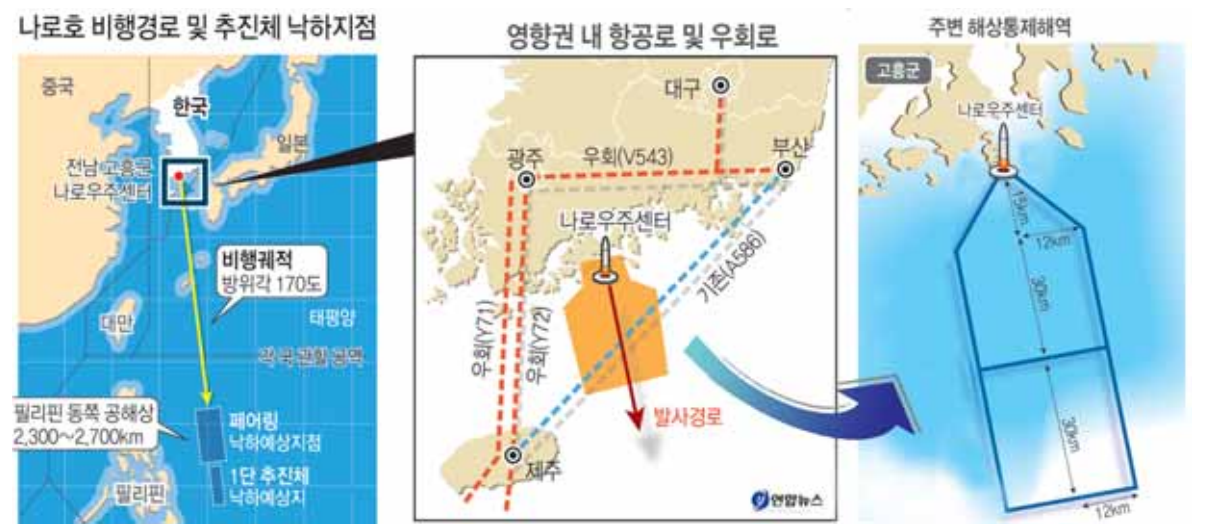 나로호 비행경로 및 추진체 낙하지점
중국
한국
일본
전남 고흥군
나로우주센터
비행궤적
방위각 170도
대만
태평양
각 국 관할 공역
필리핀 동쪽 공해상
2,300~2,700km
페어링
낙하예상지점
1단 추진체
낙하예상지
필리핀
영향권 내 항공로 및 우회로
대구
광주
우회(V543)
부산
나로우주센터
기존(A586)
우회(Y71)
우회(Y72)
발사경로
제주
연합뉴스
주변 해상통제해역
고흥군
나로우주센터
15km
12km
30km
30km
12km